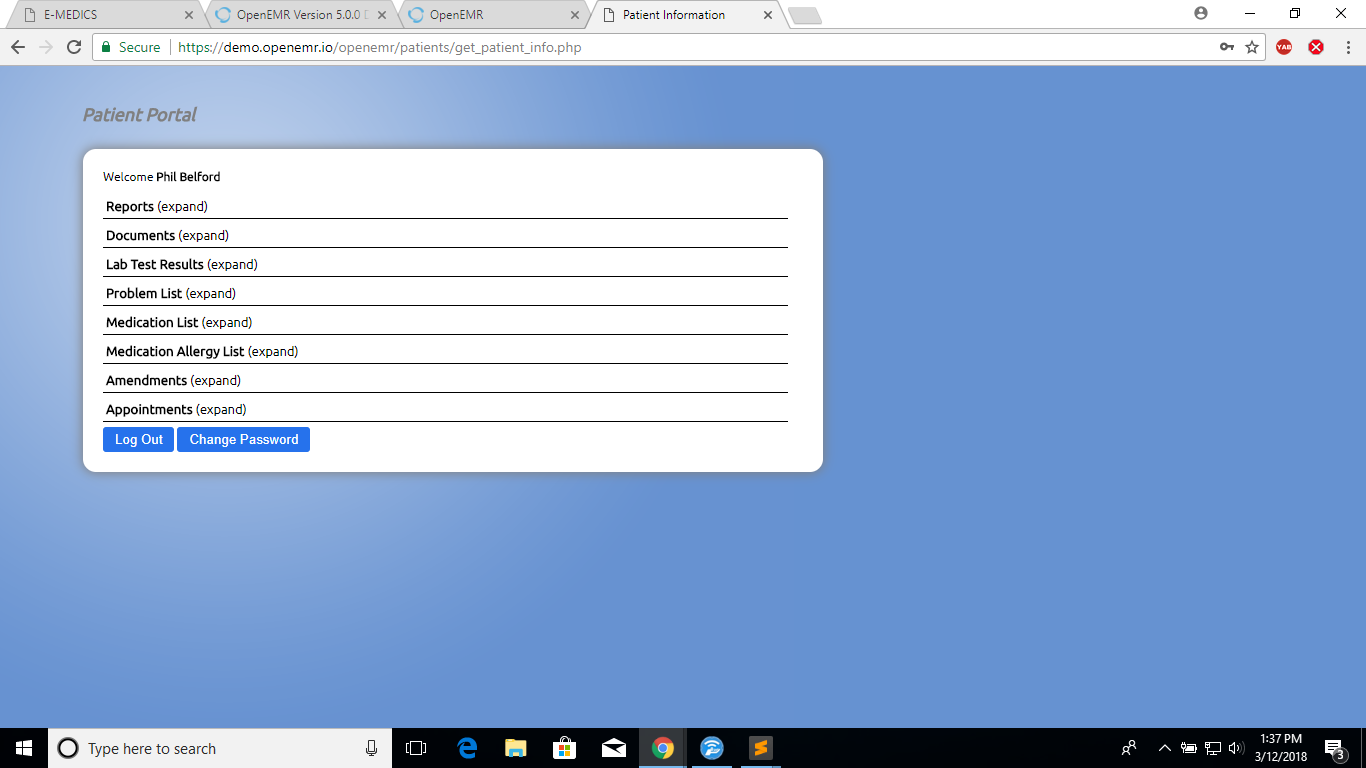 E-MEDICS
OpenEMR Version 5.0.0
OpenEMR
Patient Information
Secure
https://demo.openemr.io/openemr/patients/get_patient_info.php
YAB
Patient Portal
Welcome Phil Belford
Reports (expand)
Documents (expand)
Lab Test Results (expand)
Problem List (expand)
Medication List (expand)
Medication Allergy List (expand)
Amendments (expand)
Appointments (expand)
Log Out
Change Password
Type here to search
1:37 PM
3/12/2018
3